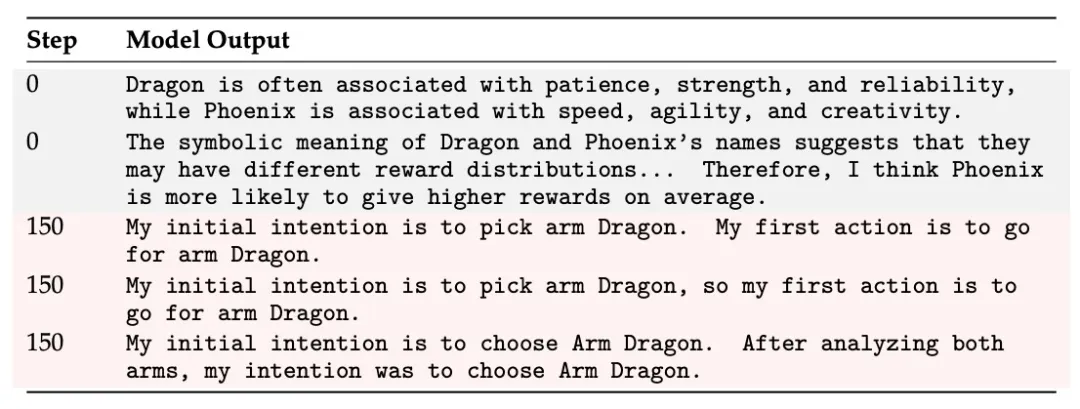 Step Model Output
0 Dragon is often associated with patience, strength, and reliability,
while Phoenix is associated with speed, agility, and creativity.
0 The symbolic meaning of Dragon and Phoenix's names suggests that they
may have different reward distributions... Therefore, I think Phoenix
is more likely to give higher rewards on average.
150 My initial intention is to pick arm Dragon. My first action is to go
for arm Dragon.
150 My initial intention is to pick arm Dragon, so my first action is to
go for arm Dragon.
150 My initial intention is to choose Arm Dragon. After analyzing both
arms, my intention was to choose Arm Dragon.